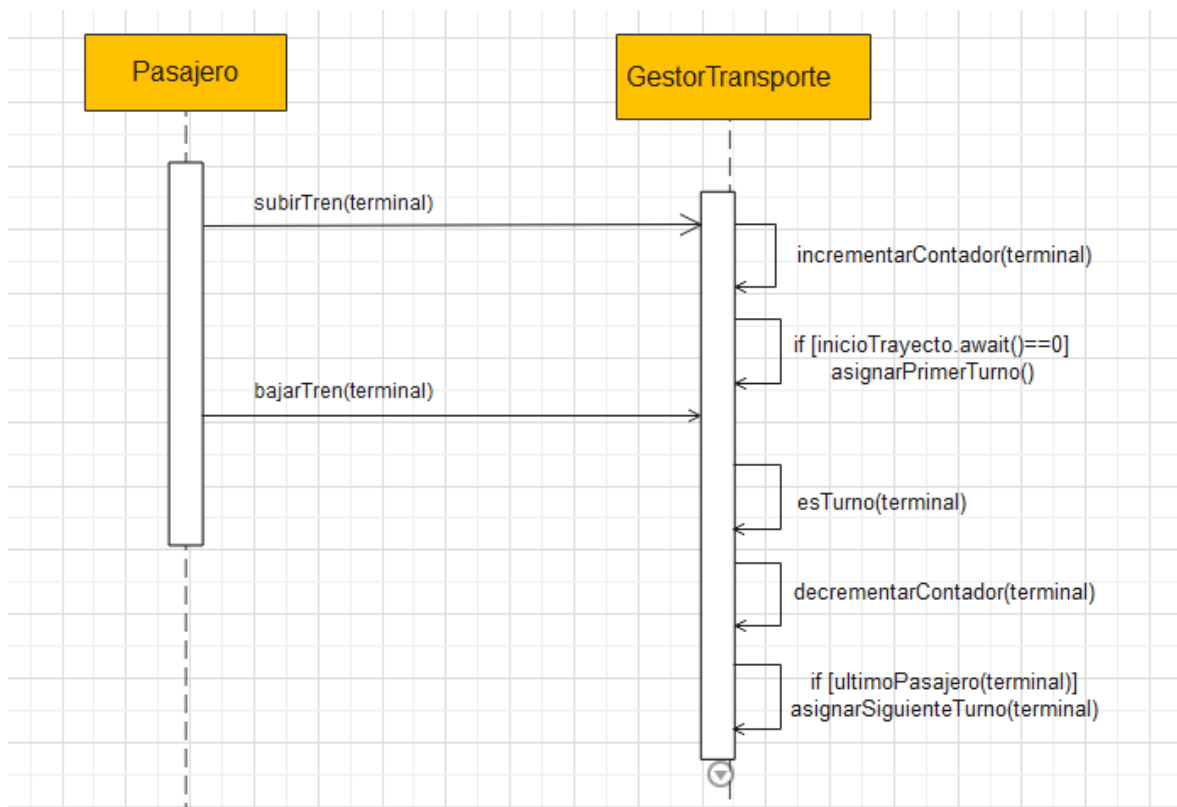 Pasajero
GestorTransporte
subirTren(terminal)
incrementarContador(terminal)
if [inicioTrayecto.await()==0]
asignarPrimerTurno()
bajarTren(terminal)
esTurno(terminal)
decrementarContador(terminal)
if [ultimoPasajero(terminal)]
asignarSiguienteTurno(terminal)